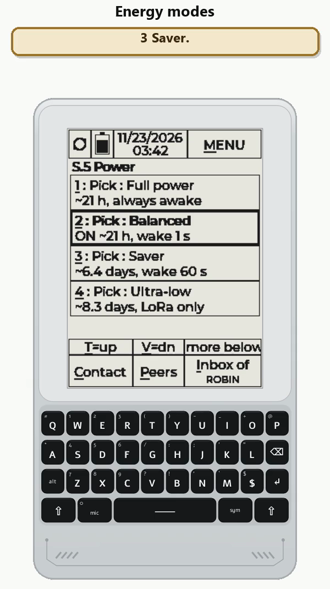 Energy modes
3 Saver.
11/23/2026
03:42
MENU
S.5 Power
1 : Pick : Full power
~21 h, always awake
2 : Pick : Balanced
ON ~21 h, wake 1 s
3 : Pick : Saver
~6.4 days, wake 60 s
4 : Pick : Ultra-low
~8.3 days, LoRa only
T=up V=dn more below
Contact Peers Inbox of
ROBIN
Q W E R T Y U I O P
A S D F G H J K L
alt Z X C V B N M $
mic sym